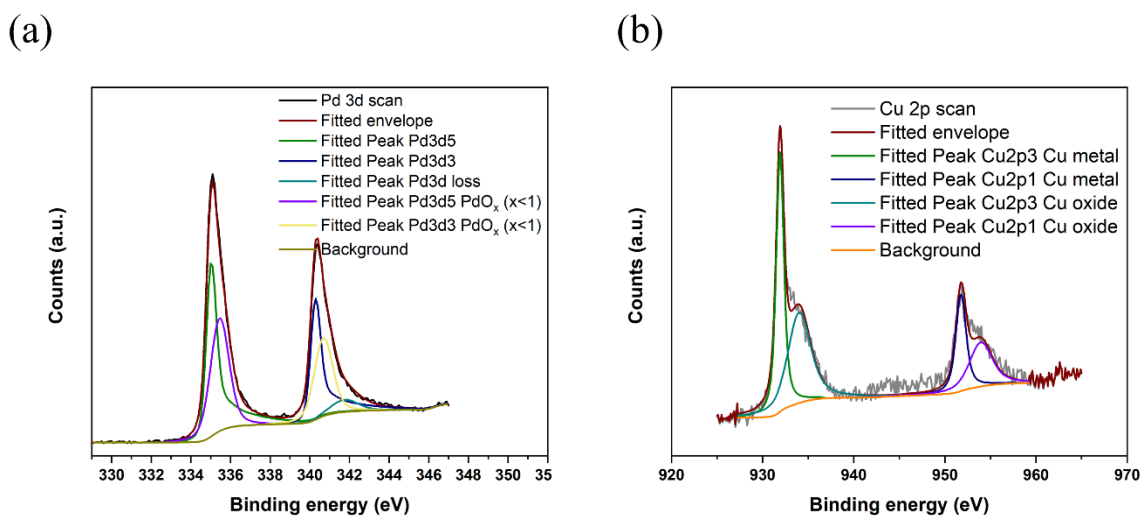 (a)
Pd 3d scan
Fitted envelope
Fitted Peak Pd3d5
Fitted Peak Pd3d3
Fitted Peak Pd3d loss
Fitted Peak Pd3d5 PdOx (x<1)
Fitted Peak Pd3d3 PdOx (x<1)
Background
Counts (a.u.)
330 332 334 336 338 340 342 344 346 348 350 35
Binding energy (eV)
(b)
Cu 2p scan
Fitted envelope
Fitted Peak Cu2p3 Cu metal
Fitted Peak Cu2p1 Cu metal
Fitted Peak Cu2p3 Cu oxide
Fitted Peak Cu2p1 Cu oxide
Background
Counts (a.u.)
920 930 940 950 960 970
Binding energy (eV)